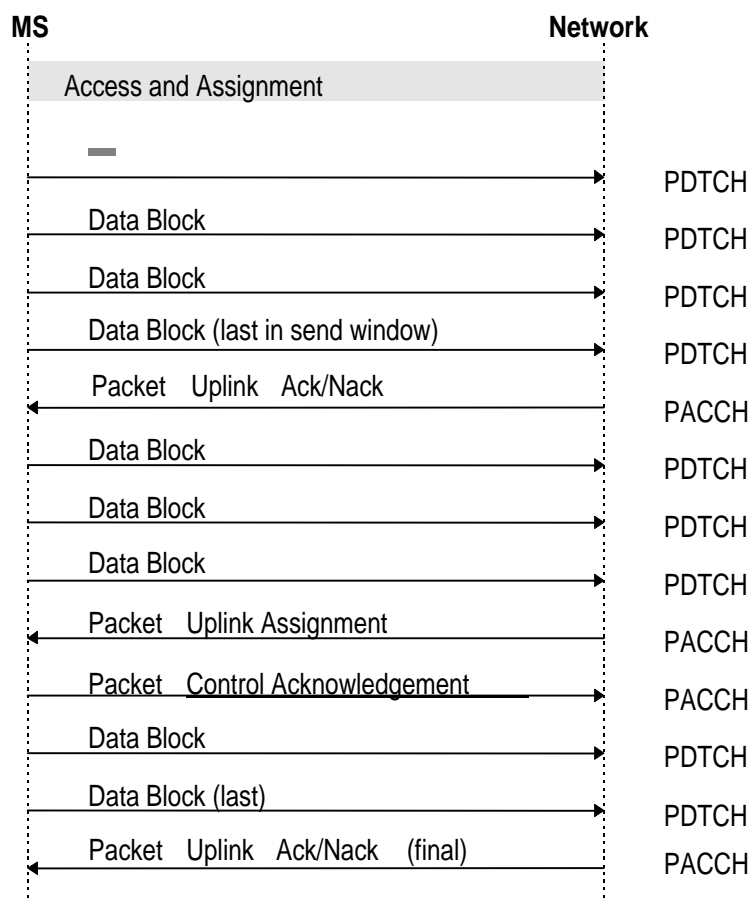 MS Network
Access and Assignment
PDTCH
Data Block PDTCH
Data Block PDTCH
Data Block (last in send window) PDTCH
Packet Uplink Ack/Nack PACCH
Data Block PDTCH
Data Block PDTCH
Data Block PDTCH
Packet Uplink Assignment PACCH
Packet Control Acknowledgement PACCH
Data Block PDTCH
Data Block (last) PDTCH
Packet Uplink Ack/Nack (final) PACCH